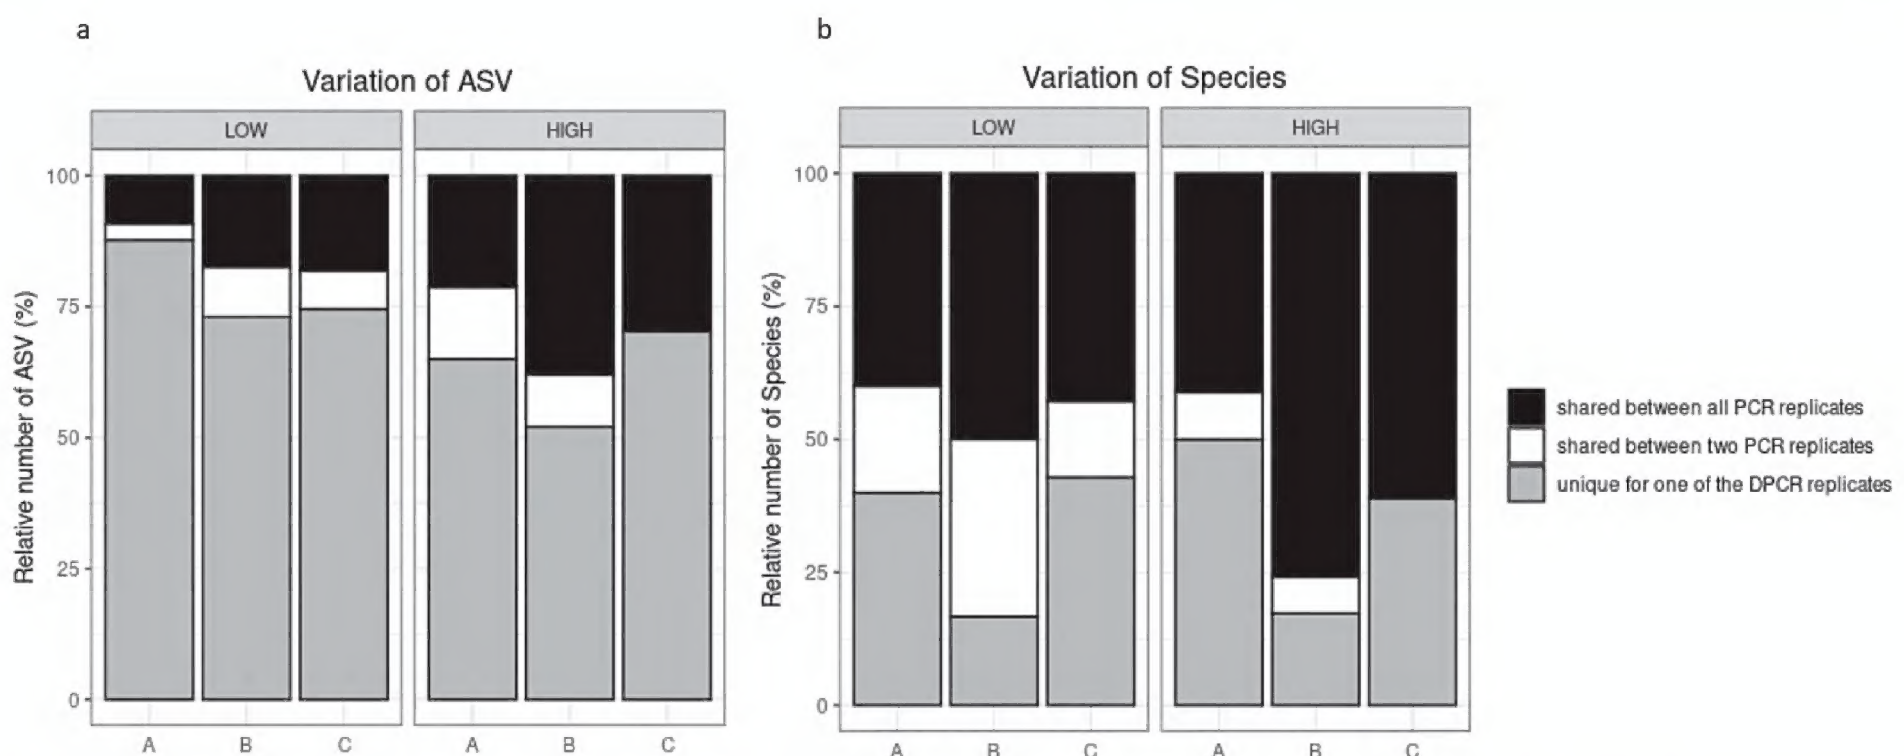 a
Variation of ASV
LOW
HIGH
Relative number of ASV (%)
100
75
50
25
0
A B C
A B C
b
Variation of Species
LOW
HIGH
Relative number of Species (%)
100
75
50
25
0
A B C
A B C
shared between all PCR replicates
shared between two PCR replicates
unique for one of the DPCR replicates